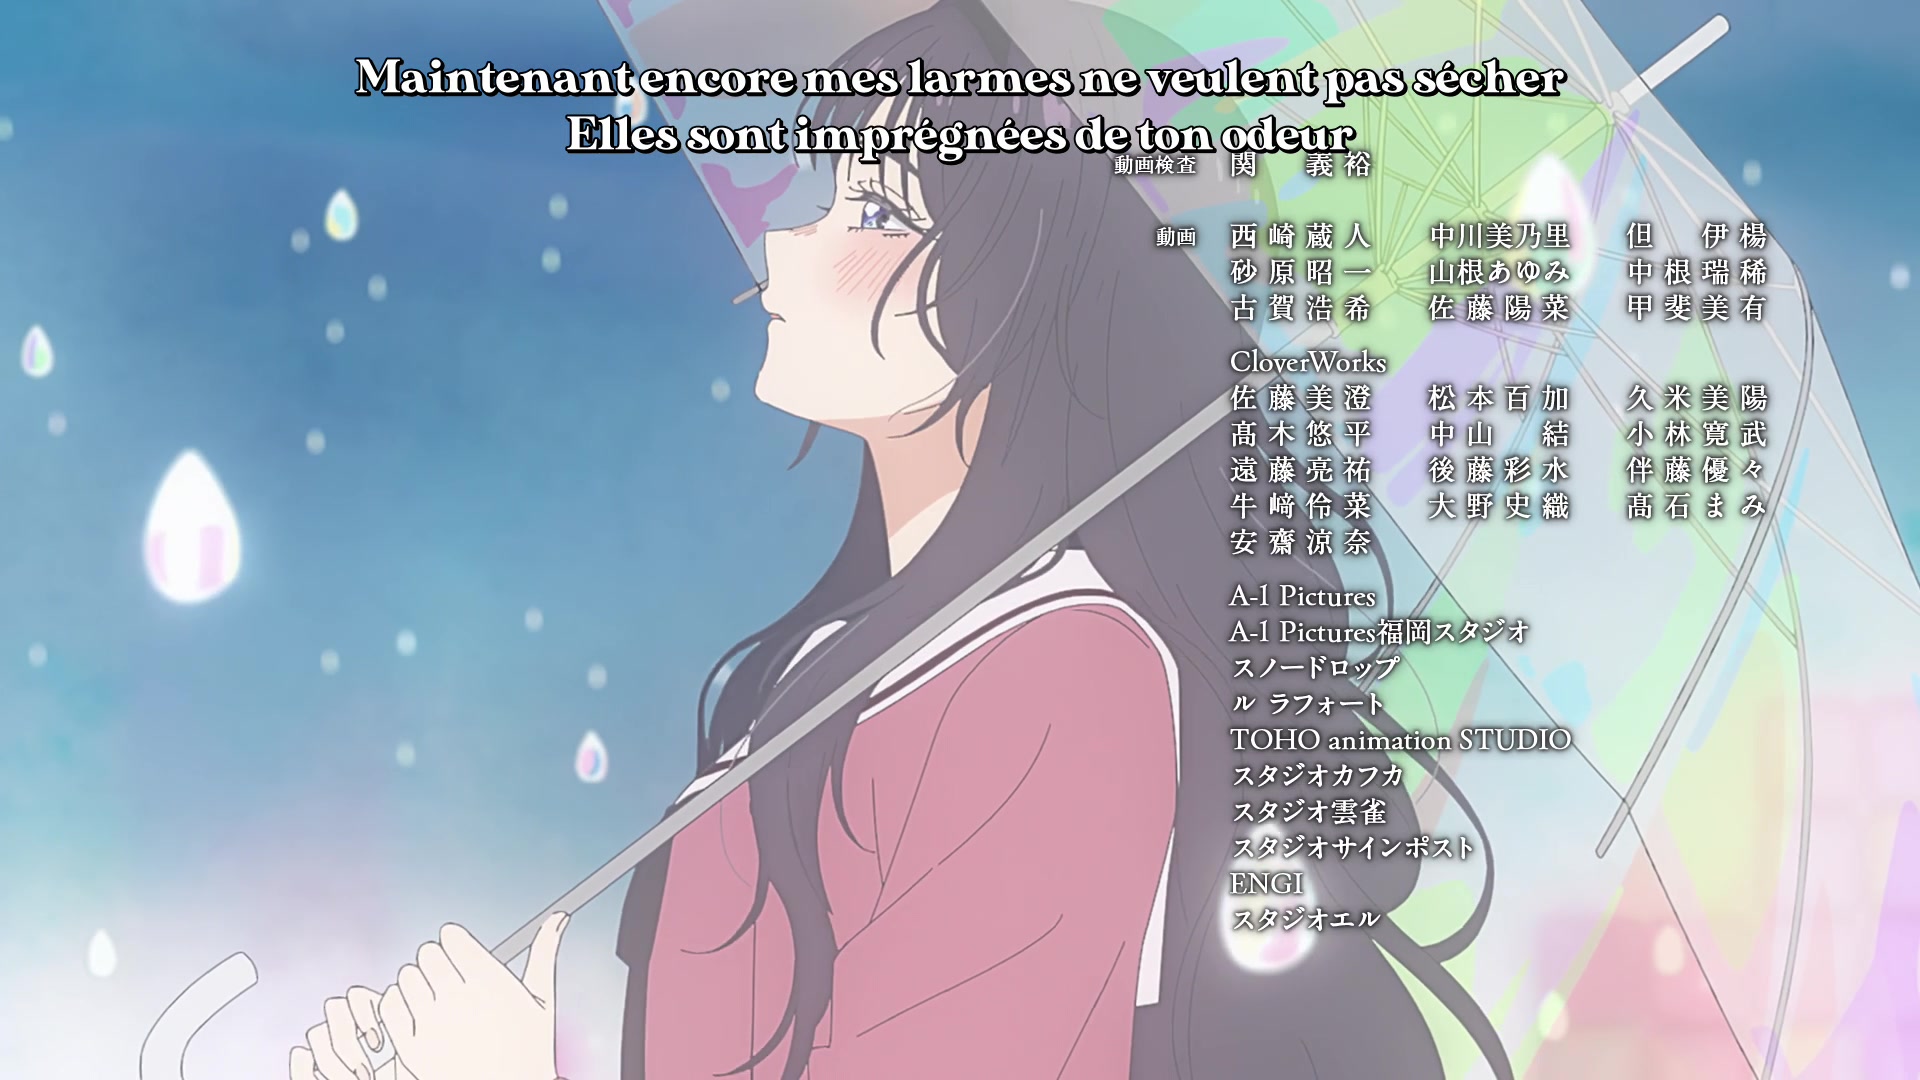 Maintenant encore mes larmes ne veulent pas sécher
Elles sont imprégnées de ton odeur
動画検査 関 義裕
動画 西崎蔵人 中川美乃里 但 伊楊
砂原昭一 山根あゆみ 中根瑞稀
古賀浩希 佐藤陽菜 甲斐美有
CloverWorks
佐藤美澄 松本百加 久米美陽
髙木悠平 中山 結 小林寛武
遠藤亮祐 後藤彩水 伴藤優々
牛﨑伶菜 大野史織 髙石まみ
安齋涼奈
A-1 Pictures
A-1 Pictures福岡スタジオ
スノードロップ
ル ラフォート
TOHO animation STUDIO
スタジオカフカ
スタジオ雲雀
スタジオサインポスト
ENGI
スタジオエル